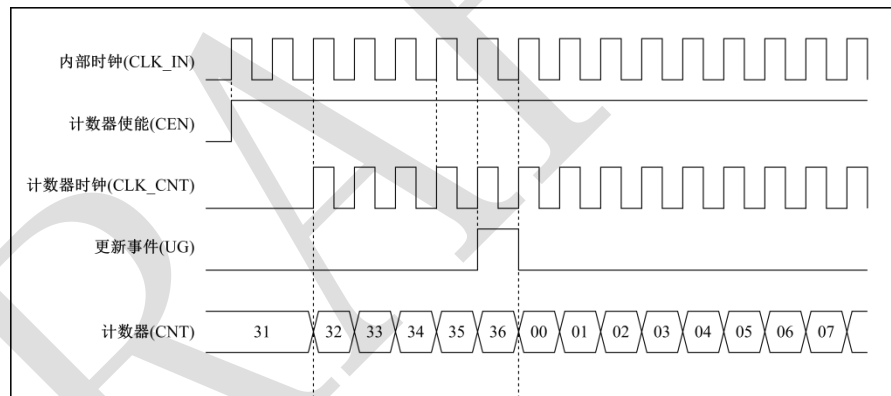 内部时钟(CLK_IN)
计数器使能(CEN)
计数器时钟(CLK_CNT)
更新事件(UG)
计数器(CNT) 31 32 33 34 35 36 00 01 02 03 04 05 06 07